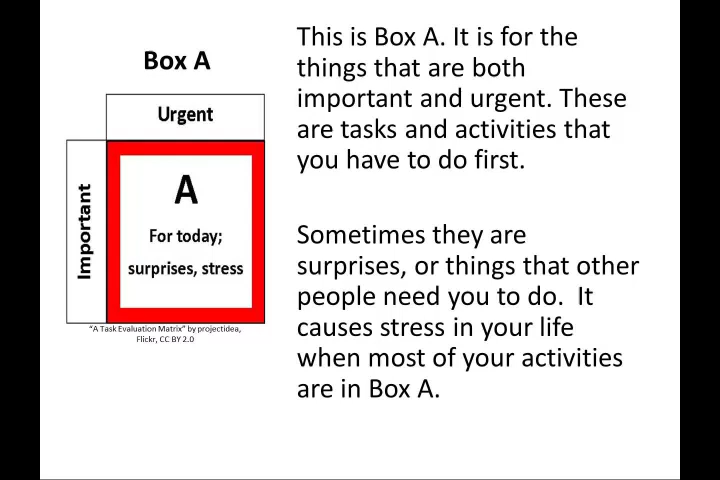 Box A
Urgent
Important
A
For today;
surprises, stress
“A Task Evaluation Matrix” by projectidea,
Flickr, CC BY 2.0
This is Box A. It is for the
things that are both
important and urgent. These
are tasks and activities that
you have to do first.
Sometimes they are
surprises, or things that other
people need you to do.  It
causes stress in your life
when most of your activities
are in Box A.